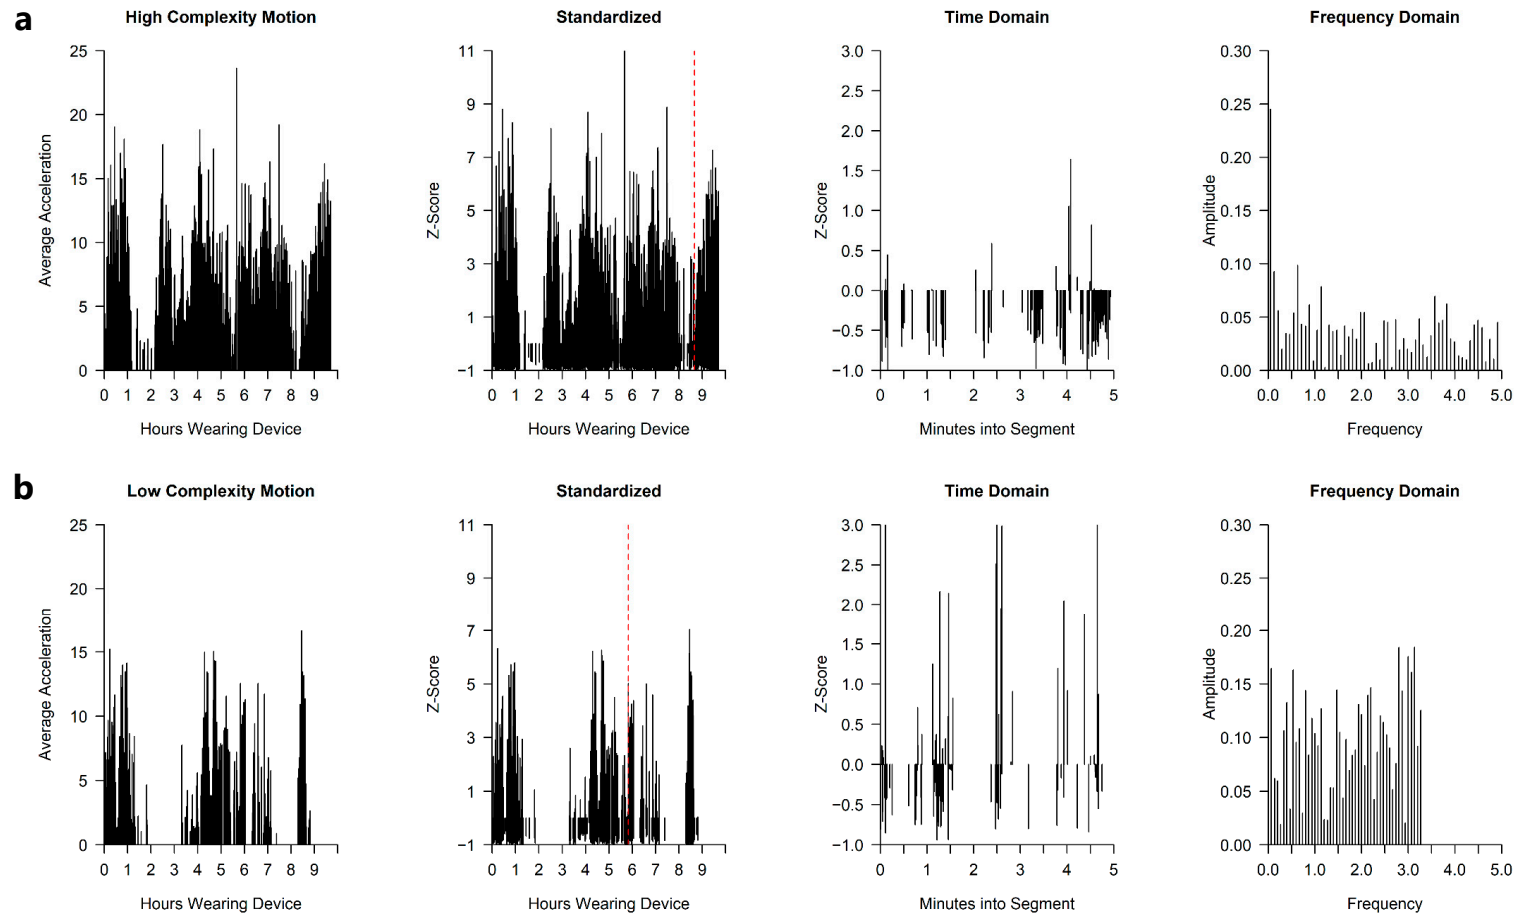 a
High Complexity Motion
Standardized
Time Domain
Frequency Domain
Average Acceleration
25
20
15
10
5
0
0 1 2 3 4 5 6 7 8 9
Hours Wearing Device
Z-Score
11
9
7
5
3
1
−1
0 1 2 3 4 5 6 7 8 9
Hours Wearing Device
Z-Score
3.0
2.5
2.0
1.5
1.0
0.5
0.0
−0.5
−1.0
0 1 2 3 4 5
Minutes into Segment
Amplitude
0.30
0.25
0.20
0.15
0.10
0.05
0.00
0.0 1.0 2.0 3.0 4.0 5.0
Frequency
b
Low Complexity Motion
Standardized
Time Domain
Frequency Domain
Average Acceleration
25
20
15
10
5
0
0 1 2 3 4 5 6 7 8 9
Hours Wearing Device
Z-Score
11
9
7
5
3
1
−1
0 1 2 3 4 5 6 7 8 9
Hours Wearing Device
Z-Score
3.0
2.5
2.0
1.5
1.0
0.5
0.0
−0.5
−1.0
0 1 2 3 4 5
Minutes into Segment
Amplitude
0.30
0.25
0.20
0.15
0.10
0.05
0.00
0.0 1.0 2.0 3.0 4.0 5.0
Frequency